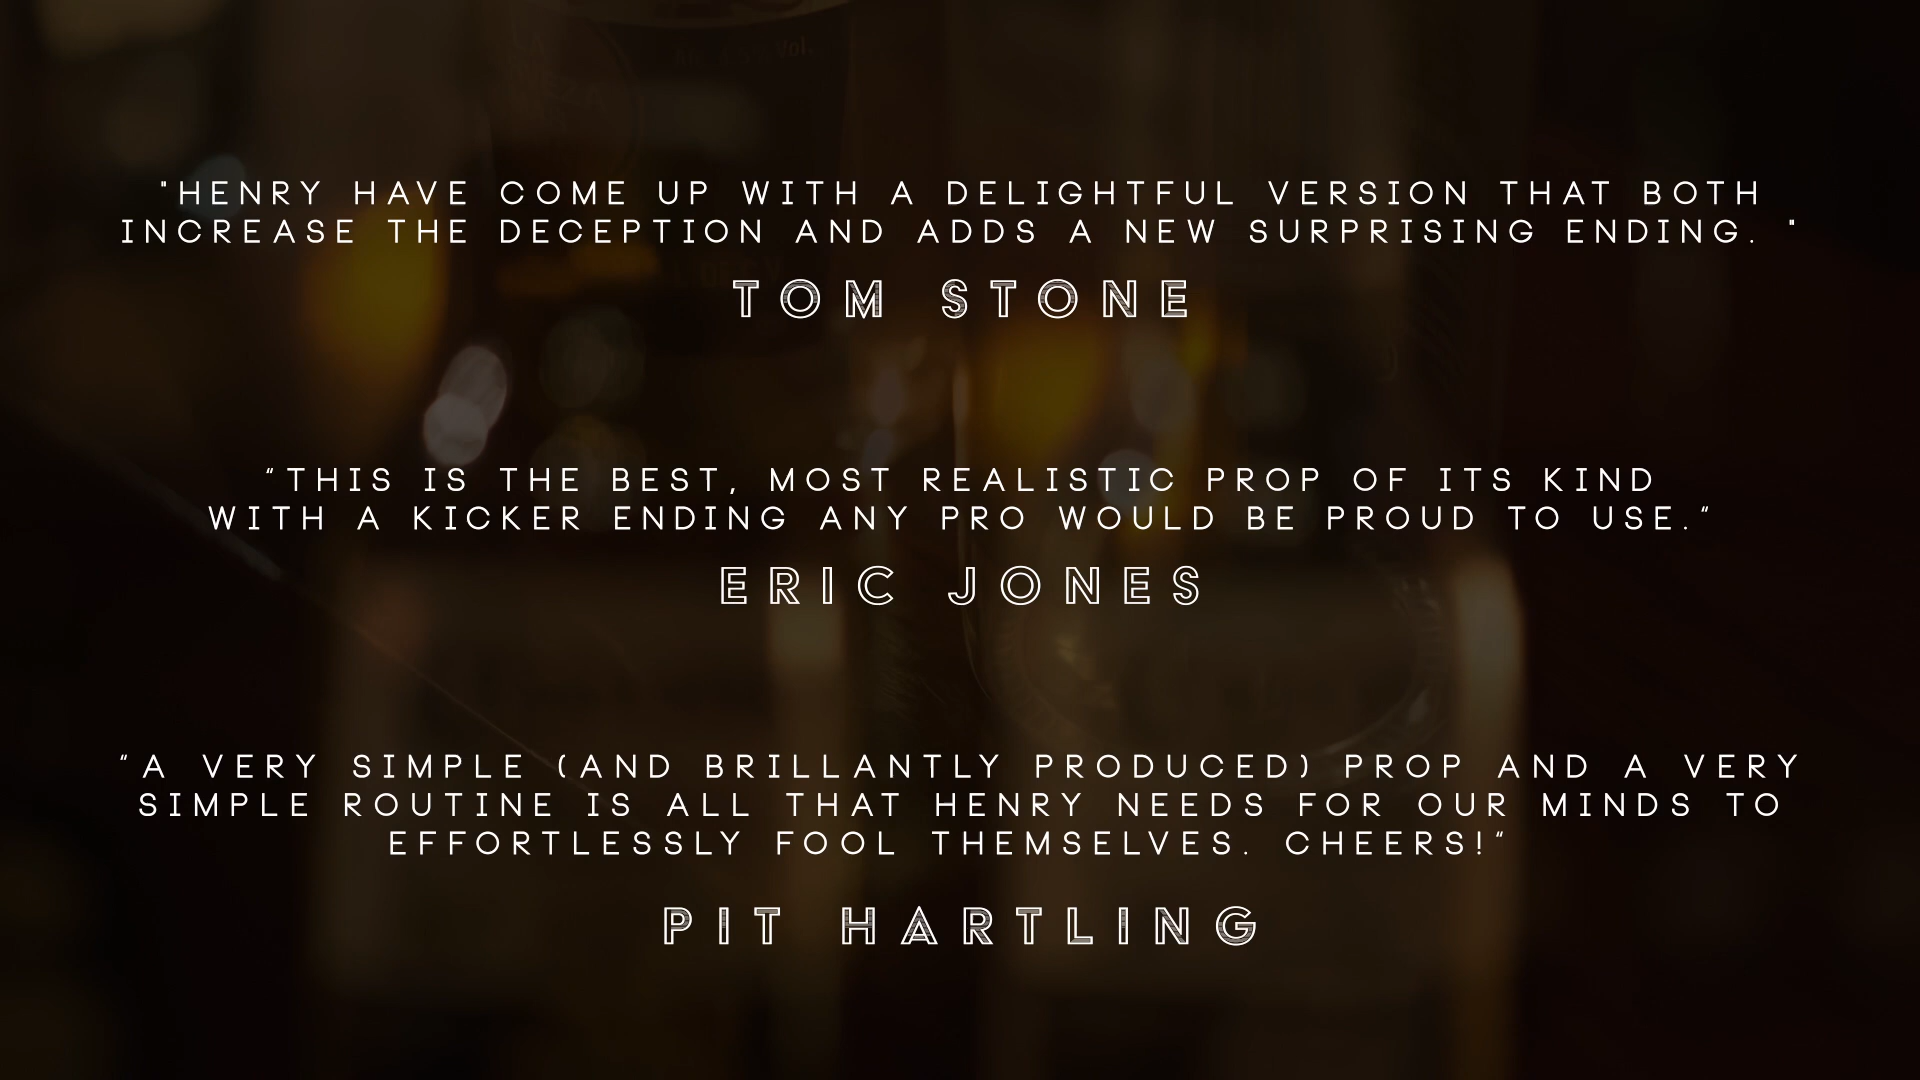 "HENRY HAVE COME UP WITH A DELIGHTFUL VERSION THAT BOTH
INCREASE THE DECEPTION AND ADDS A NEW SURPRISING ENDING. "
TOM STONE
"THIS IS THE BEST, MOST REALISTIC PROP OF ITS KIND
WITH A KICKER ENDING ANY PRO WOULD BE PROUD TO USE."
ERIC JONES
"A VERY SIMPLE (AND BRILLANTLY PRODUCED) PROP AND A VERY
SIMPLE ROUTINE IS ALL THAT HENRY NEEDS FOR OUR MINDS TO
EFFORTLESSLY FOOL THEMSELVES. CHEERS!"
PIT HARTLING